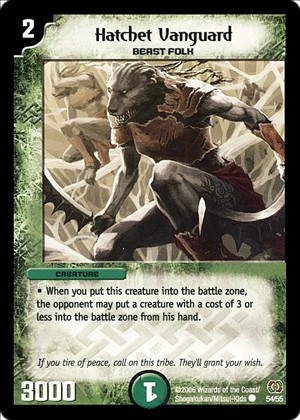 2
Hatchet Vanguard
BEAST FOLK
CREATURE
▪ When you put this creature into the battle zone,
the opponent may put a creature with a cost of 3 or
less into the battle zone from his hand.
If you tire of peace, call on this tribe. They'll grant your wish.
3000
1
©2006 Wizards of the Coast/
Shogakukan/Mitsui-Kids
54/55